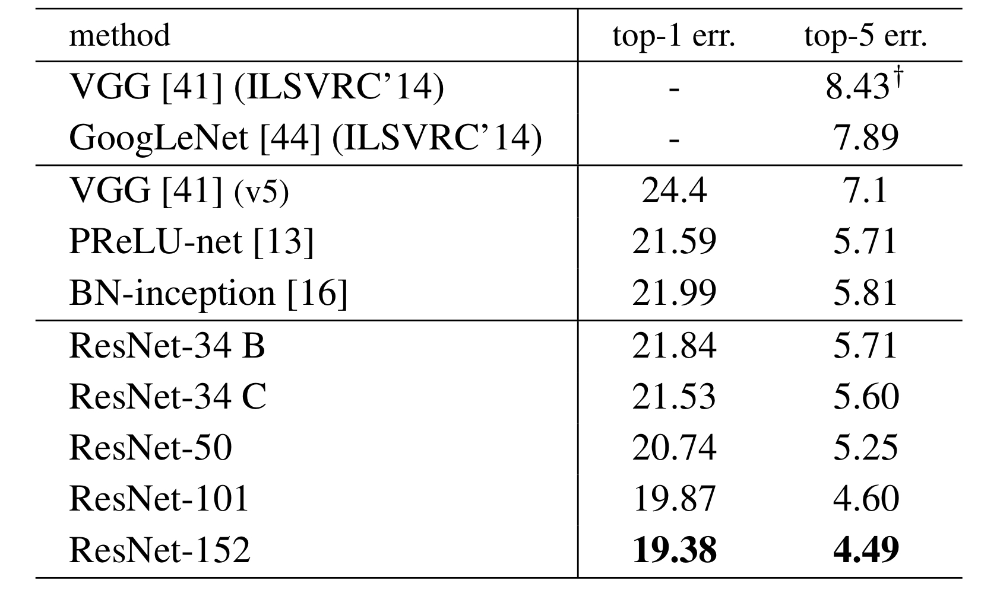 method top-1 err. top-5 err.
VGG [41] (ILSVRC’14) - 8.43†
GoogLeNet [44] (ILSVRC’14) - 7.89
VGG [41] (v5) 24.4 7.1
PReLU-net [13] 21.59 5.71
BN-inception [16] 21.99 5.81
ResNet-34 B 21.84 5.71
ResNet-34 C 21.53 5.60
ResNet-50 20.74 5.25
ResNet-101 19.87 4.60
ResNet-152 19.38 4.49